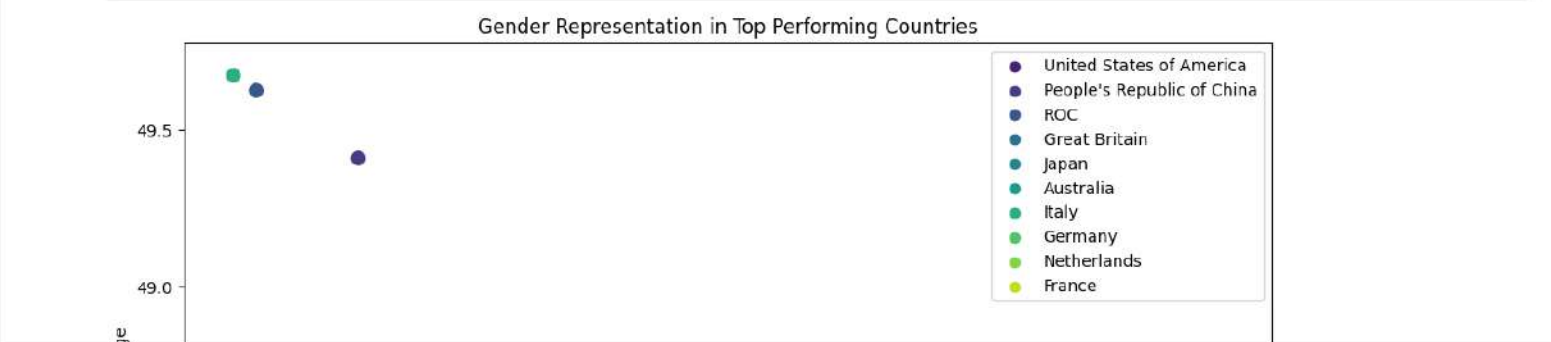 Gender Representation in Top Performing Countries
United States of America
People's Republic of China
ROC
49.5
Great Britain
Japan
Australia
Italy
Germany
Netherlands
49.0
France